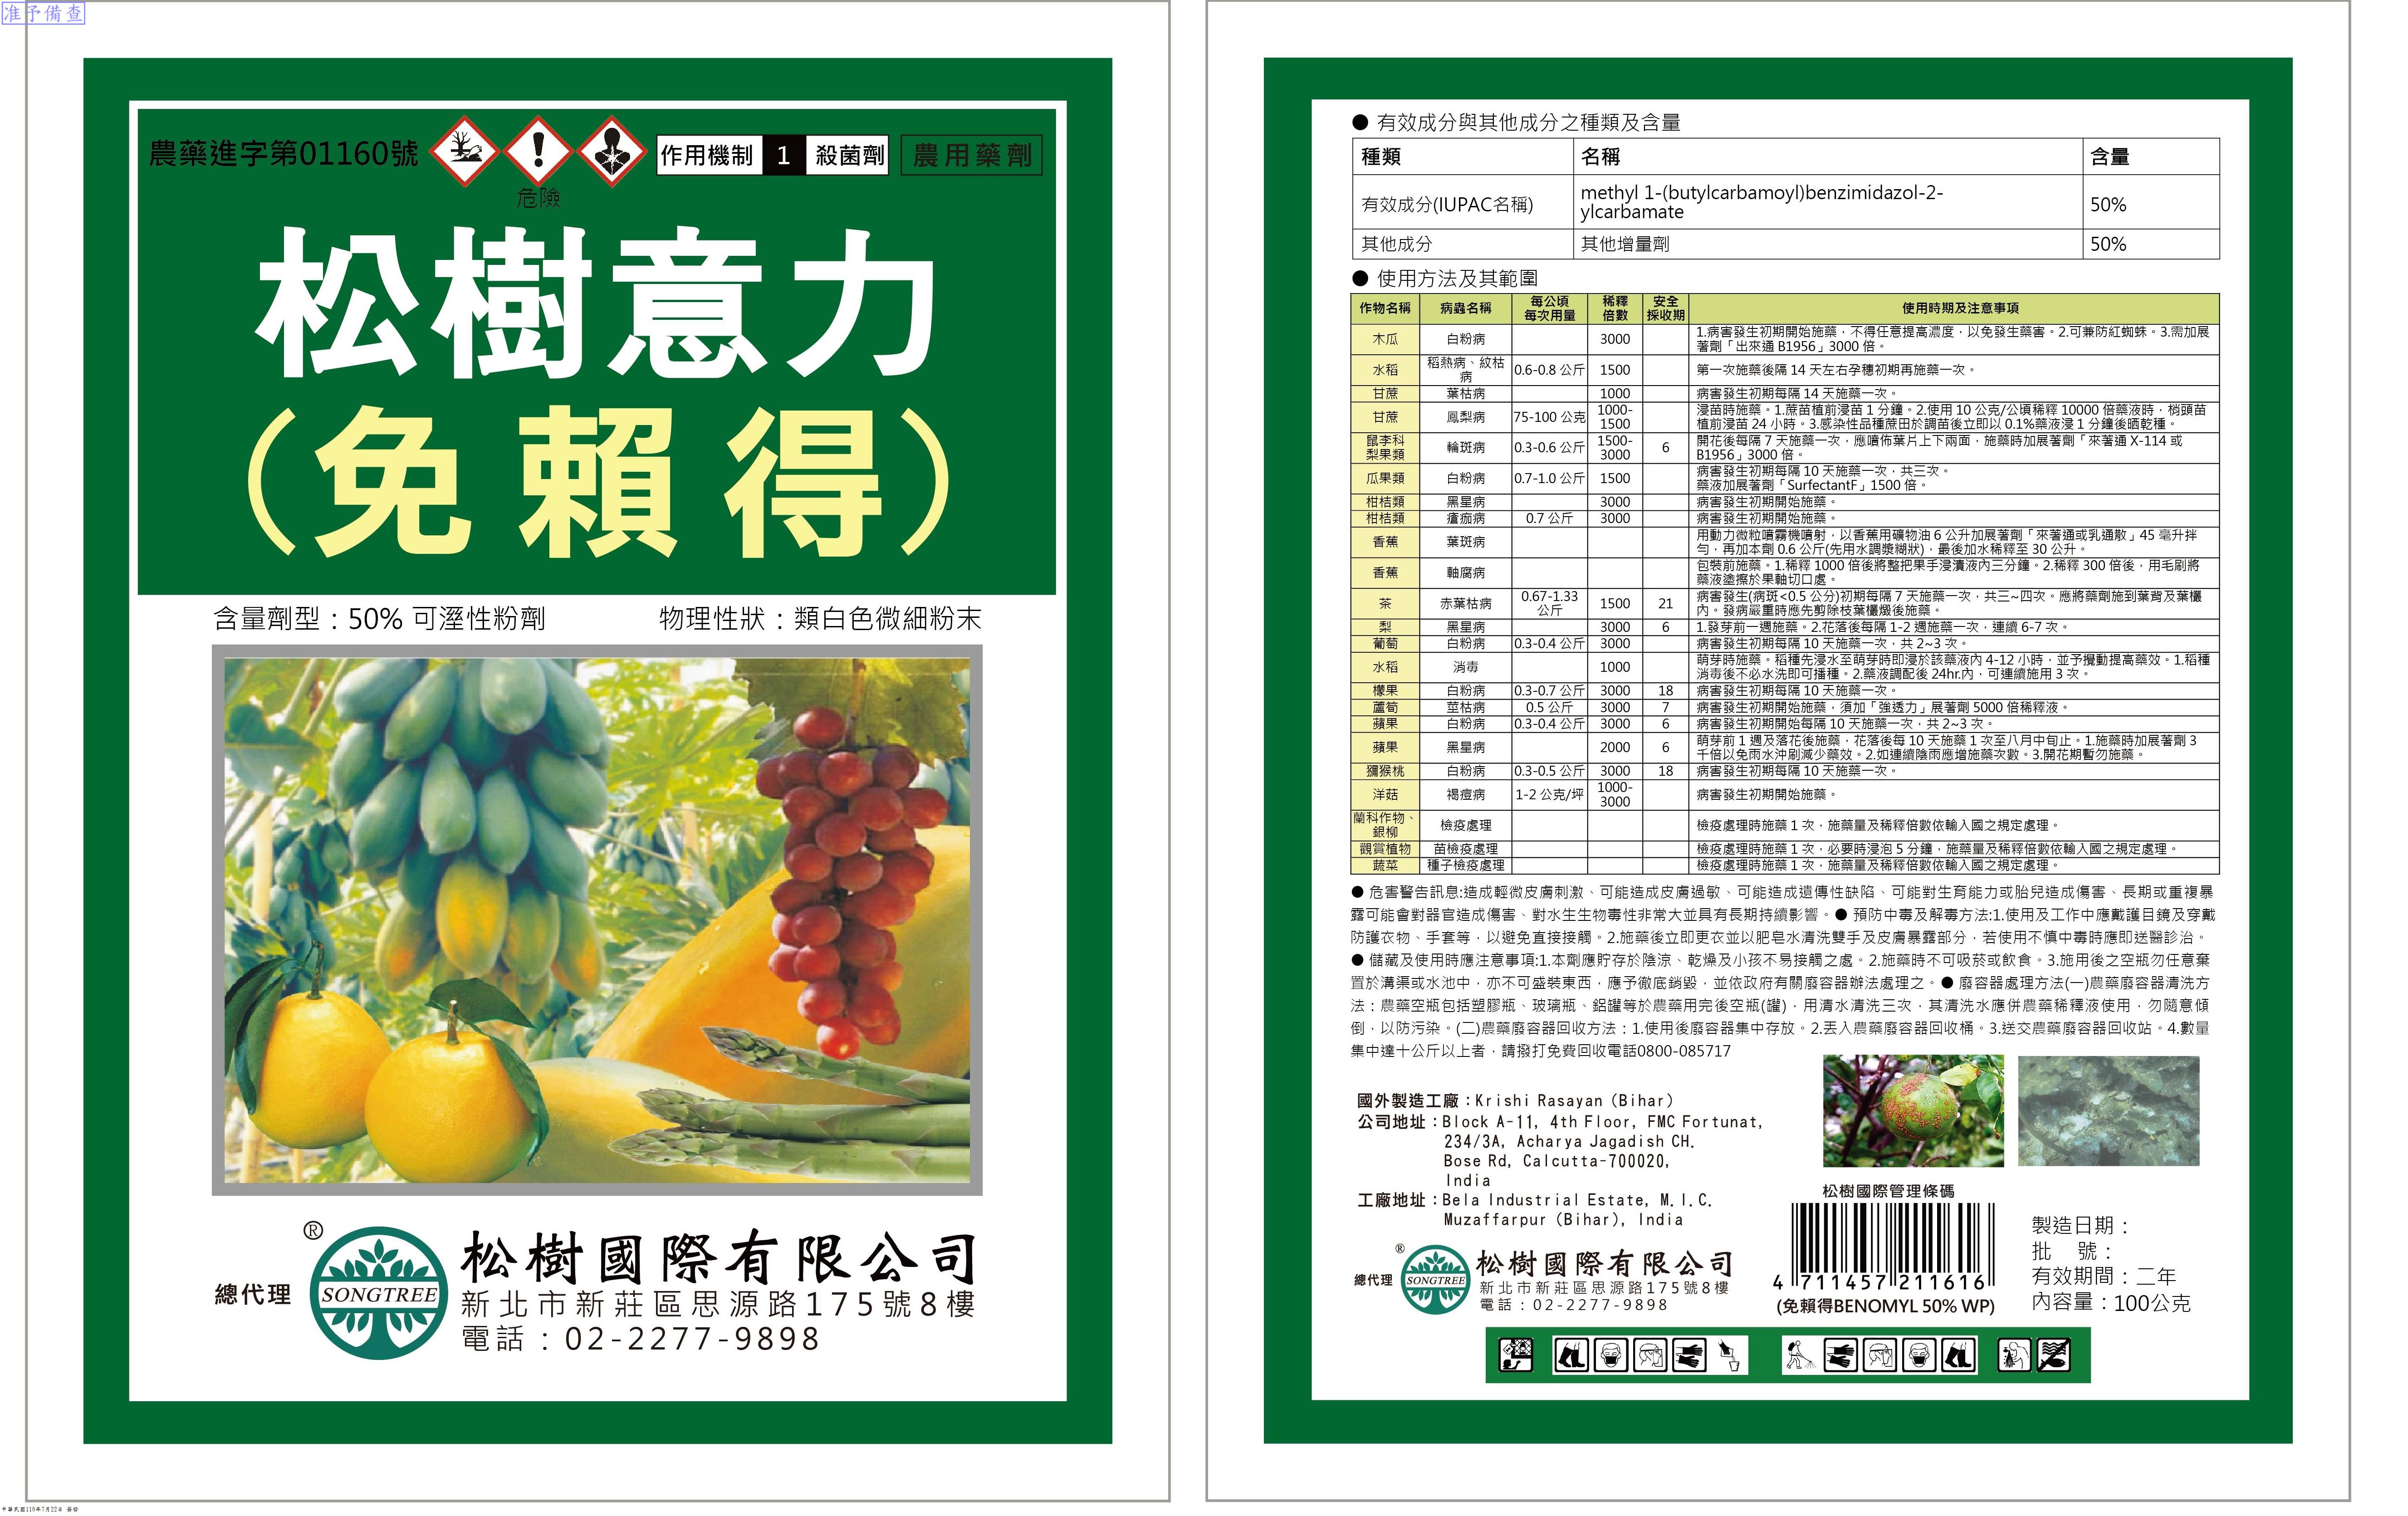 准予備查
農藥進字第01160號
危險
作用機制 1 殺菌劑
農用藥劑
松樹意力
（免賴得）
含量劑型：50% 可溼性粉劑 物理性狀：類白色微細粉末
總代理
®
SONGTREE
松樹國際有限公司
新北市新莊區思源路175號8樓
電話：02-2277-9898
中華民國110年7月22日 簽發
● 有效成分與其他成分之種類及含量
種類 名稱 含量
有效成分(IUPAC名稱) methyl 1-(butylcarbamoyl)benzimidazol-2-
ylcarbamate 50%
其他成分 其他增量劑 50%
● 使用方法及其範圍
作物名稱 病蟲名稱 每公頃每次用量 稀釋倍數 安全採收期 使用時期及注意事項
木瓜 白粉病 3000 1.病害發生初期開始施藥，不得任意提高濃度，以免發生藥害。2.可兼防紅蜘蛛。3.需加展
著劑「出來通 B1956」3000 倍。
水稻 稻熱病、紋枯病 0.6-0.8 公斤 1500 第一次施藥後隔 14 天左右孕穗初期再施藥一次。
甘蔗 葉枯病 1000 病害發生初期每隔 14 天施藥一次。
甘蔗 鳳梨病 75-100 公克 1000-1500 浸苗時施藥。1.蔗苗植前浸苗 1 分鐘。2.使用 10 公克/公頃稀釋 10000 倍藥液時，梢頭苗
植前浸苗 24 小時。3.感染性品種蔗田於調苗後立即以 0.1%藥液浸 1 分鐘後晒乾種。
鼠李科梨果類 輪斑病 0.3-0.6 公斤 1500-3000 6 開花後每隔 7 天施藥一次，應噴佈葉片上下兩面，施藥時加展著劑「來著通 X-114 或
B1956」3000 倍。
瓜果類 白粉病 0.7-1.0 公斤 1500 病害發生初期每隔 10 天施藥一次，共三次。
藥液加展著劑「SurfectantF」1500 倍。
柑桔類 黑星病 3000 病害發生初期開始施藥。
柑桔類 瘡痂病 0.7 公斤 3000 病害發生初期開始施藥。
香蕉 葉斑病 用動力微粒噴霧機噴射，以香蕉用礦物油 6 公升加展著劑「來著通或乳通散」45 毫升拌
勻，再加本劑 0.6 公斤(先用水調漿糊狀)，最後加水稀釋至 30 公升。
香蕉 軸腐病 包裝前施藥。1.稀釋 1000 倍後將整把果手浸漬液內三分鐘。2.稀釋 300 倍後，用毛刷將
藥液塗擦於果軸切口處。
茶 赤葉枯病 0.67-1.33 公斤 1500 21 病害發生(病斑<0.5 公分)初期每隔 7 天施藥一次，共三~四次。應將藥劑施到葉背及葉欉
內。發病嚴重時應先剪除枝葉欉燬後施藥。
梨 黑星病 3000 6 1.發芽前一週施藥。2.花落後每隔 1-2 週施藥一次，連續 6-7 次。
葡萄 白粉病 0.3-0.4 公斤 3000 病害發生初期每隔 10 天施藥一次，共 2~3 次。
水稻 消毒 1000 萌芽時施藥。稻種先浸水至萌芽時即浸於該藥液內 4-12 小時，並予攪動提高藥效。1.稻種
消毒後不必水洗即可播種。2.藥液調配後 24hr.內，可連續施用 3 次。
檬果 白粉病 0.3-0.7 公斤 3000 18 病害發生初期每隔 10 天施藥一次。
蘆筍 莖枯病 0.5 公斤 3000 7 病害發生初期開始施藥，須加「強透力」展著劑 5000 倍稀釋液。
蘋果 白粉病 0.3-0.4 公斤 3000 6 病害發生初期開始每隔 10 天施藥一次，共 2~3 次。
蘋果 黑星病 2000 6 萌芽前 1 週及落花後施藥，花落後每 10 天施藥 1 次至八月中旬止。1.施藥時加展著劑 3
千倍以免雨水沖刷減少藥效。2.如連續陰雨應增施藥次數。3.開花期暫勿施藥。
獼猴桃 白粉病 0.3-0.5 公斤 3000 18 病害發生初期每隔 10 天施藥一次。
洋菇 褐痘病 1-2 公克/坪 1000-3000 病害發生初期開始施藥。
蘭科作物、銀柳 檢疫處理 檢疫處理時施藥 1 次，施藥量及稀釋倍數依輸入國之規定處理。
觀賞植物 苗檢疫處理 檢疫處理時施藥 1 次，必要時浸泡 5 分鐘，施藥量及稀釋倍數依輸入國之規定處理。
蔬菜 種子檢疫處理 檢疫處理時施藥 1 次，施藥量及稀釋倍數依輸入國之規定處理。
● 危害警告訊息:造成輕微皮膚刺激、可能造成皮膚過敏、可能造成遺傳性缺陷、可能對生育能力或胎兒造成傷害、長期或重複暴
露可能會對器官造成傷害、對水生生物毒性非常大並具有長期持續影響。● 預防中毒及解毒方法:1.使用及工作中應戴護目鏡及穿戴
防護衣物、手套等，以避免直接接觸。2.施藥後立即更衣並以肥皂水清洗雙手及皮膚暴露部分，若使用不慎中毒時應即送醫診治。
● 儲藏及使用時應注意事項:1.本劑應貯存於陰涼、乾燥及小孩不易接觸之處。2.施藥時不可吸菸或飲食。3.施用後之空瓶勿任意棄
置於溝渠或水池中，亦不可盛裝東西，應予徹底銷毀，並依政府有關廢容器辦法處理之。● 廢容器處理方法(一)農藥廢容器清洗方
法：農藥空瓶包括塑膠瓶、玻璃瓶、鋁罐等於農藥用完後空瓶(罐)，用清水清洗三次，其清洗水應併農藥稀釋液使用，勿隨意傾
倒，以防污染。(二)農藥廢容器回收方法：1.使用後廢容器集中存放。2.丟入農藥廢容器回收桶。3.送交農藥廢容器回收站。4.數量
集中達十公斤以上者，請撥打免費回收電話0800-085717
國外製造工廠：Krishi Rasayan (Bihar)
公司地址：Block A-11, 4th Floor, FMC Fortunat,
234/3A, Acharya Jagadish CH.
Bose Rd, Calcutta-700020,
India
工廠地址：Bela Industrial Estate, M.I.C.
Muzaffarpur (Bihar), India
總代理
®
SONGTREE
松樹國際有限公司
新北市新莊區思源路175號8樓
電話：02-2277-9898
松樹國際管理條碼
4 711457 211616
(免賴得BENOMYL 50% WP)
製造日期：
批 號：
有效期間：二年
內容量：100公克